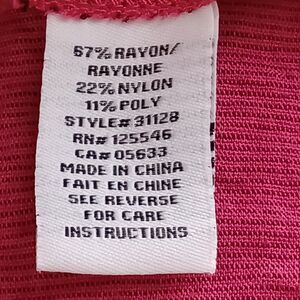 67% RAYON/
RAYONNE
22% NYLON
11% POLY
STYLE# 31128
RN# 125546
CA# 05633
MADE IN CHINA
FAIT EN CHINE
SEE REVERSE
FOR CARE
INSTRUCTIONS